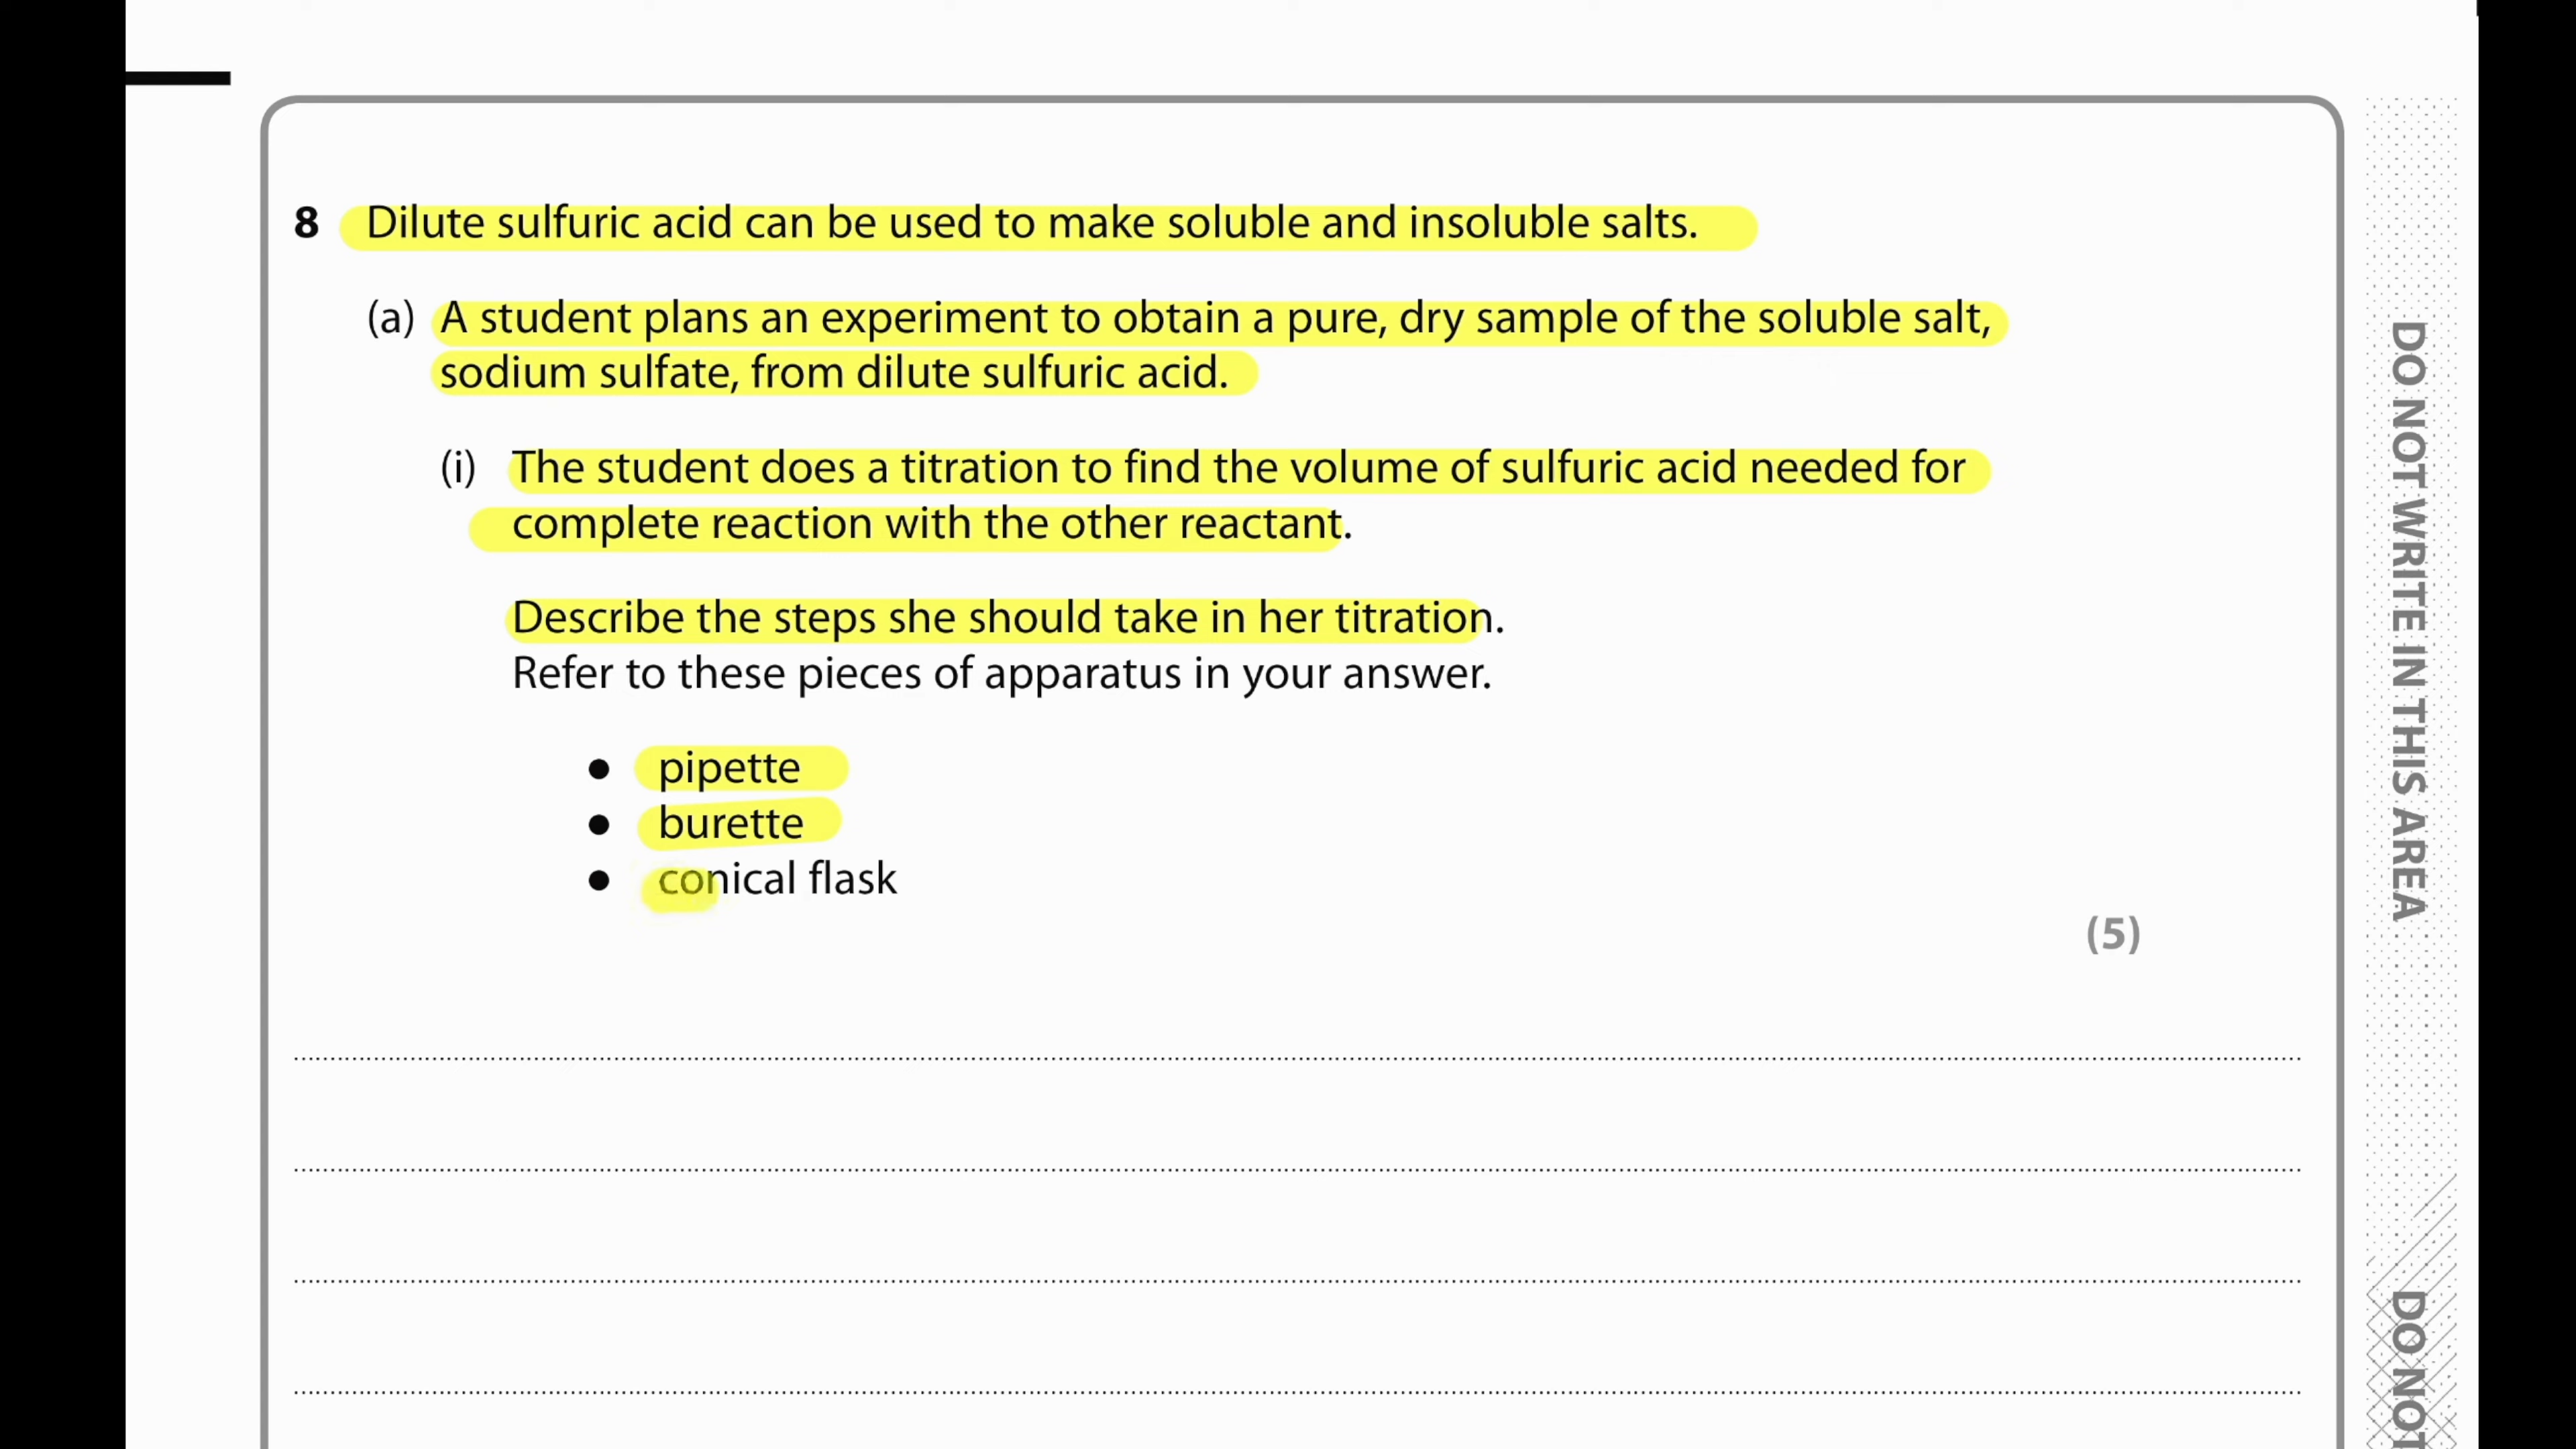 8 Dilute sulfuric acid can be used to make soluble and insoluble salts.
(a) A student plans an experiment to obtain a pure, dry sample of the soluble salt,
sodium sulfate, from dilute sulfuric acid.
(i) The student does a titration to find the volume of sulfuric acid needed for
complete reaction with the other reactant.
Describe the steps she should take in her titration.
Refer to these pieces of apparatus in your answer.
• pipette
• burette
• conical flask
(5)
DO NOT WRITE IN THIS AREA
DO NOT